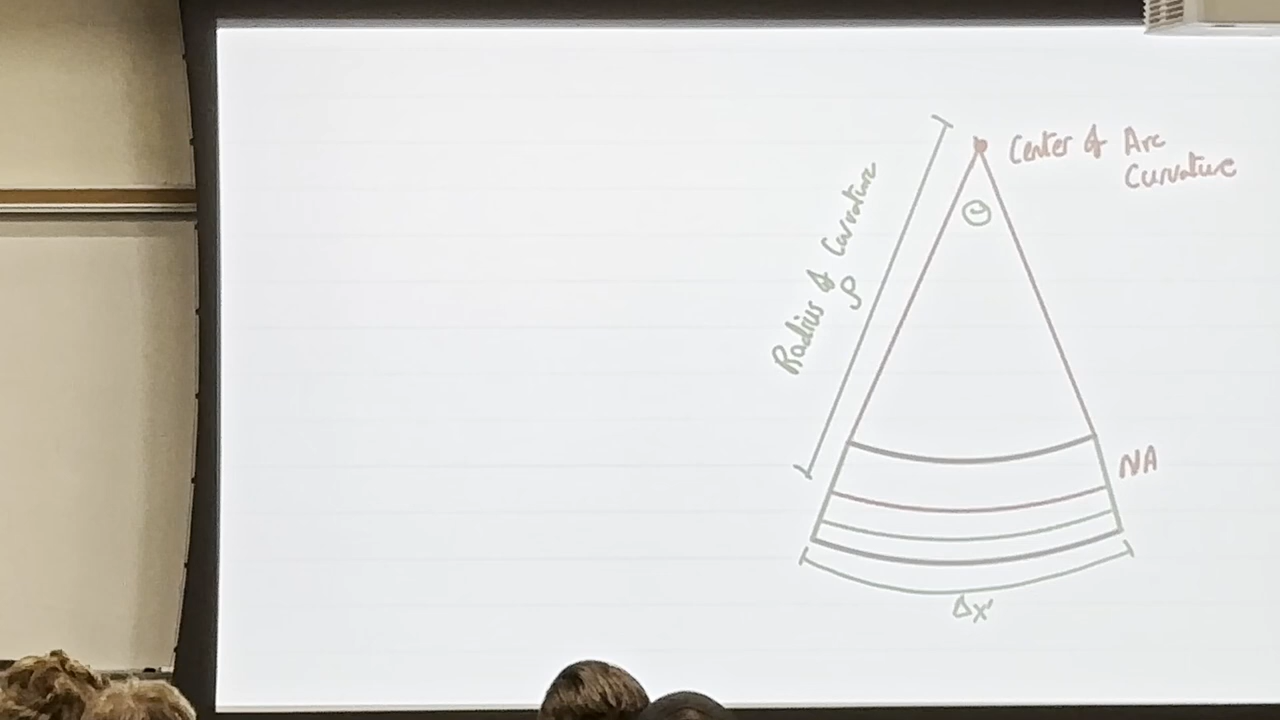 Center of Arc
Curvature
Θ
Radius of Curvature
ρ
NA
Δx'